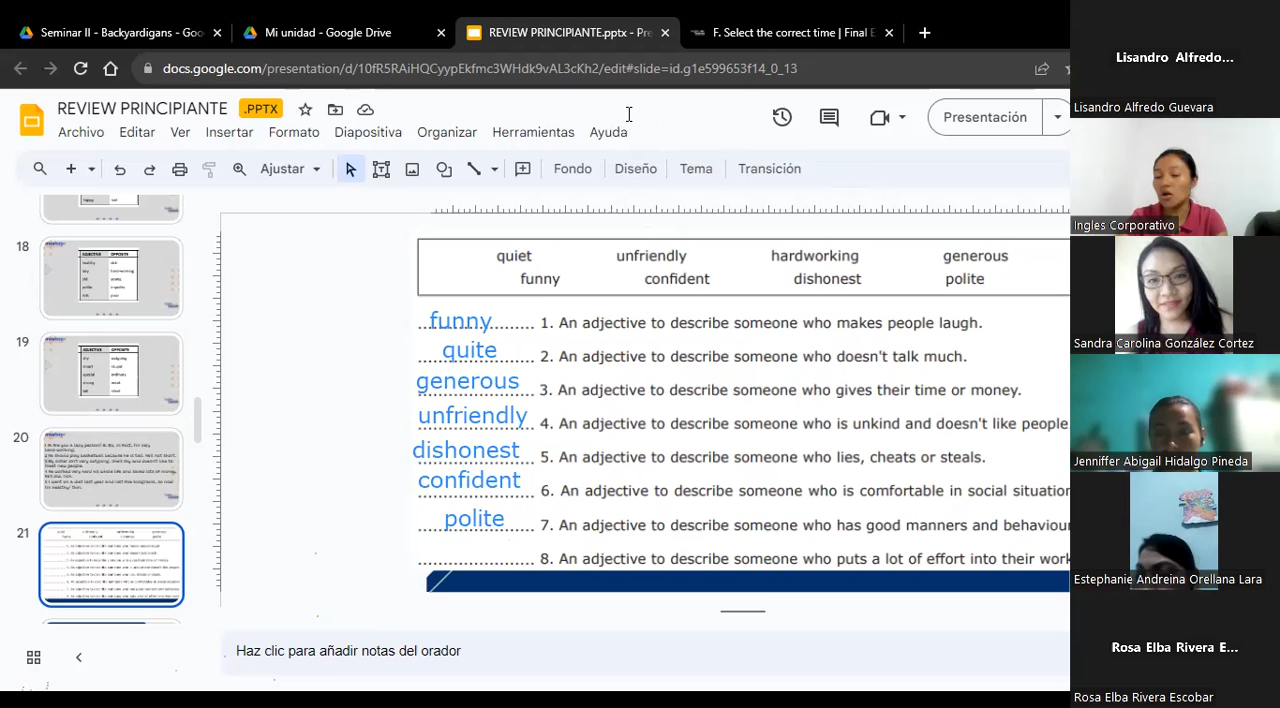 Seminar II - Backyardigans - Goo
Mi unidad - Google Drive
REVIEW PRINCIPIANTE.pptx - Pre
F. Select the correct time | Final E
docs.google.com/presentation/d/10fR5RAiHQCyypEkfmc3WHdk9vAL3cKh2/edit#slide=id.g1e599653f14_0_13
REVIEW PRINCIPIANTE .PPTX
Presentación
Archivo Editar Ver Insertar Formato Diapositiva Organizar Herramientas Ayuda
Ajustar Fondo Diseño Tema Transición
18
19
20
21
quiet unfriendly hardworking generous
funny confident dishonest polite
funny 1. An adjective to describe someone who makes people laugh.
quite 2. An adjective to describe someone who doesn't talk much.
generous 3. An adjective to describe someone who gives their time or money.
unfriendly 4. An adjective to describe someone who is unkind and doesn't like people
dishonest 5. An adjective to describe someone who lies, cheats or steals.
confident 6. An adjective to describe someone who is comfortable in social situation
polite 7. An adjective to describe someone who has good manners and behaviou
8. An adjective to describe someone who puts a lot of effort into their work
Haz clic para añadir notas del orador
Lisandro Alfredo...
Lisandro Alfredo Guevara
Ingles Corporativo
Sandra Carolina González Cortez
Jenniffer Abigail Hidalgo Pineda
Estephanie Andreina Orellana Lara
Rosa Elba Rivera E...
Rosa Elba Rivera Escobar